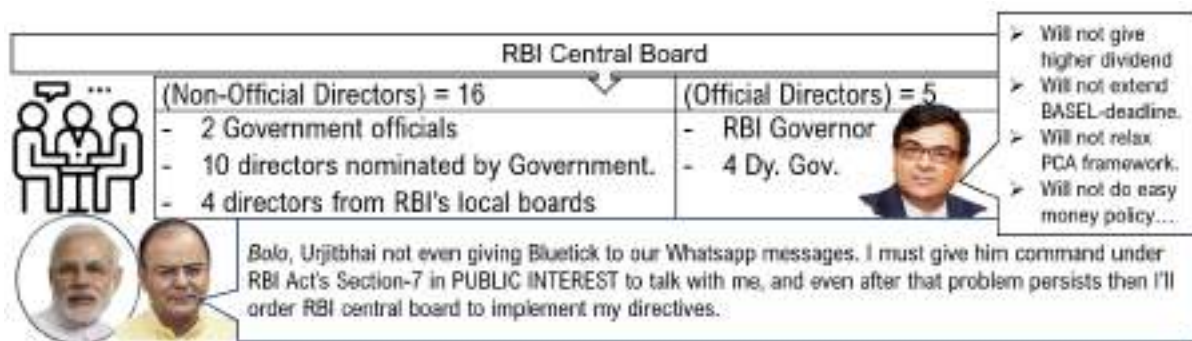 RBI Central Board
(Non-Official Directors) = 16
- 2 Government officials
- 10 directors nominated by Government.
- 4 directors from RBI's local boards
(Official Directors) = 5
- RBI Governor
- 4 Dy. Gov.
➤ Will not give
higher dividend
➤ Will not extend
BASEL-deadline.
➤ Will not relax
PCA framework.
➤ Will not do easy
money policy....
Bolo, Urjitbhai not even giving Bluetick to our Whatsapp messages. I must give him command under
RBI Act's Section-7 in PUBLIC INTEREST to talk with me, and even after that problem persists then I'll
order RBI central board to implement my directives.